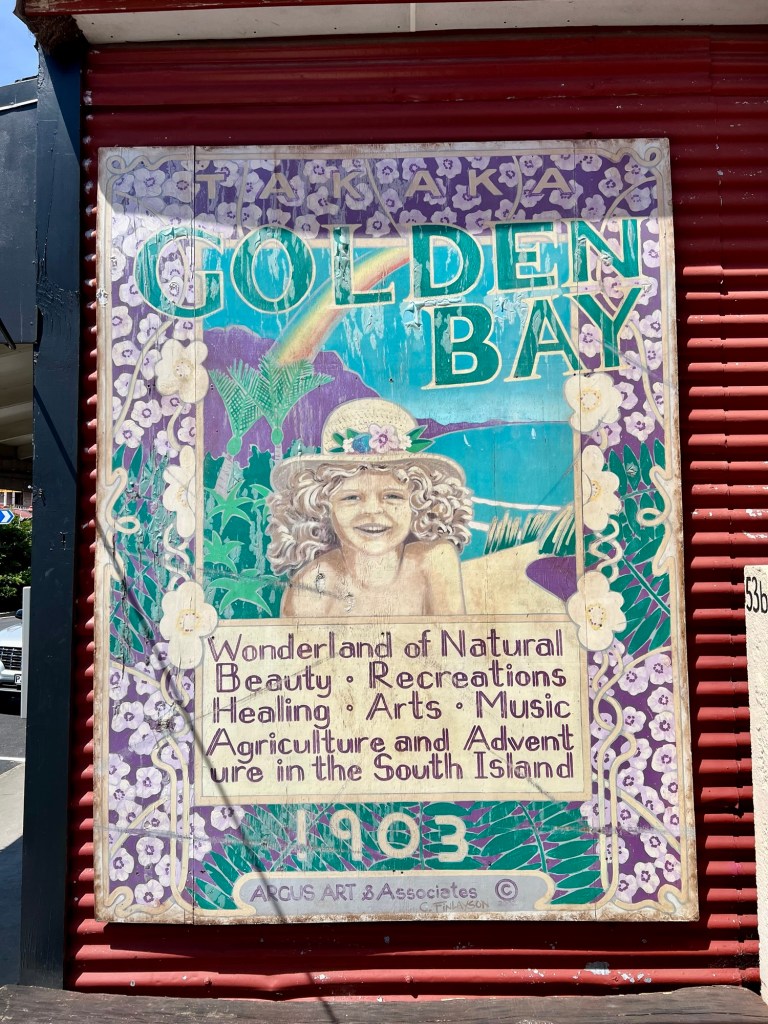 TAKAKA
GOLDEN
BAY
Wonderland of Natural
Beauty · Recreations
Healing · Arts · Music
Agriculture and Advent
ure in the South Island
1903
ARGUS ART & Associates ©
C. FINLAYSON
53b